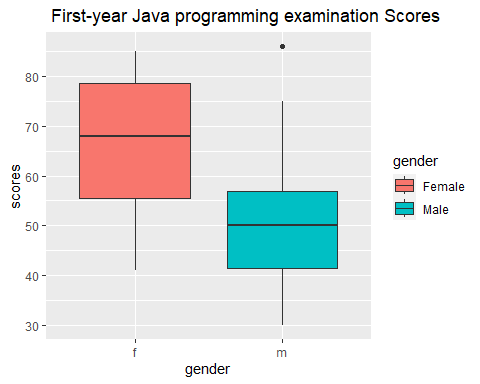 First-year Java programming examination Scores
scores
80
70
60
50
40
30
f m
gender
gender
Female
Male